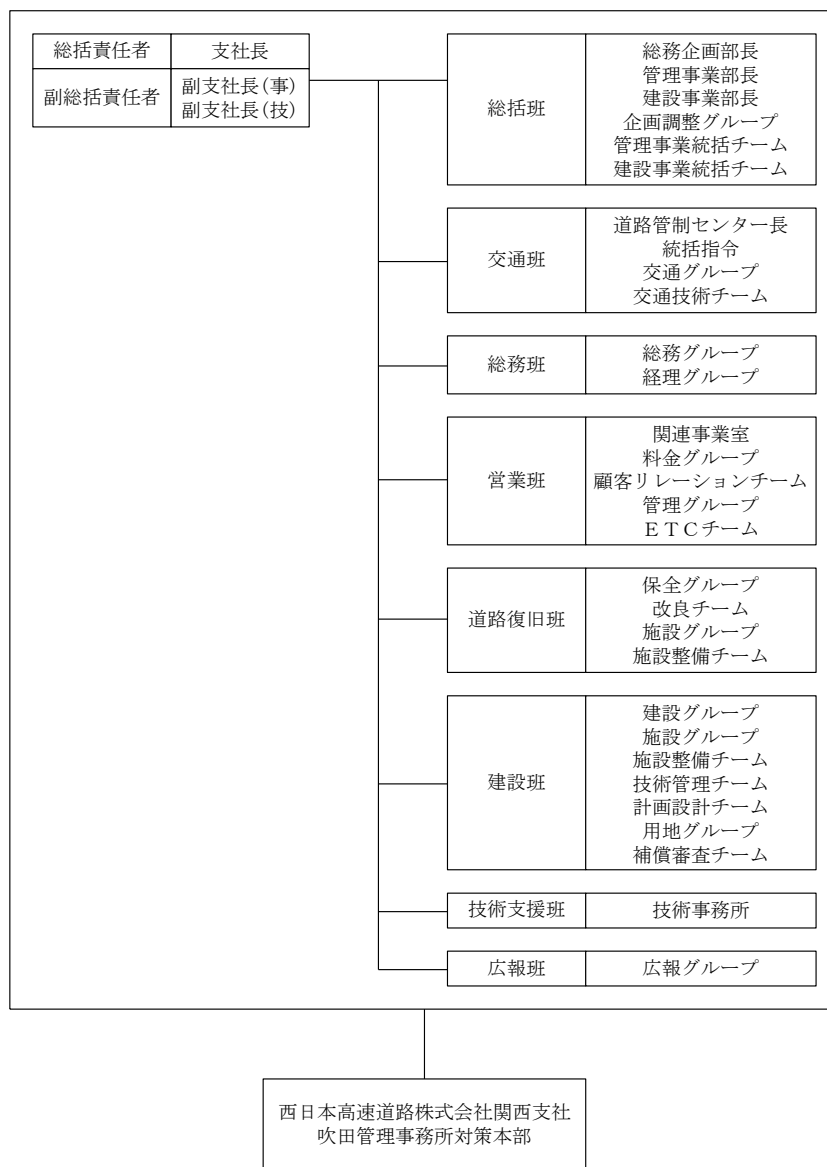 総括責任者
支社長
副総括責任者
副支社長(事)
副支社長(技)
総括班
総務企画部長
管理事業部長
建設事業部長
企画調整グループ
管理事業統括チーム
建設事業統括チーム
交通班
道路管制センター長
統括指令
交通グループ
交通技術チーム
総務班
総務グループ
経理グループ
営業班
関連事業室
料金グループ
顧客リレーションチーム
管理グループ
ＥＴＣチーム
道路復旧班
保全グループ
改良チーム
施設グループ
施設整備チーム
建設班
建設グループ
施設グループ
施設整備チーム
技術管理チーム
計画設計チーム
用地グループ
補償審査チーム
技術支援班
技術事務所
広報班
広報グループ
西日本高速道路株式会社関西支社
吹田管理事務所対策本部